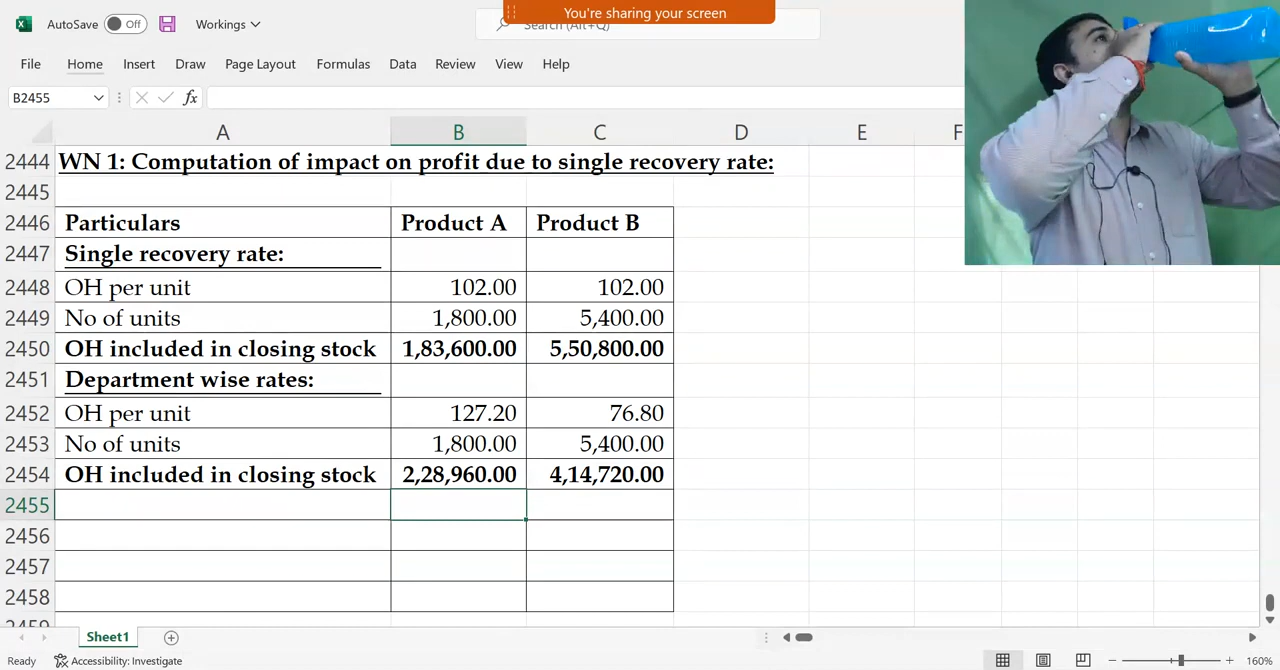 You're sharing your screen
AutoSave Off Workings Search (Alt+Q)
File Home Insert Draw Page Layout Formulas Data Review View Help
B2455 fx
A B C D E F
2444 WN 1: Computation of impact on profit due to single recovery rate:
2445
2446 Particulars Product A Product B
2447 Single recovery rate:
2448 OH per unit 102.00 102.00
2449 No of units 1,800.00 5,400.00
2450 OH included in closing stock 1,83,600.00 5,50,800.00
2451 Department wise rates:
2452 OH per unit 127.20 76.80
2453 No of units 1,800.00 5,400.00
2454 OH included in closing stock 2,28,960.00 4,14,720.00
2455
2456
2457
2458
2459
Sheet1
Ready Accessibility: Investigate 160%